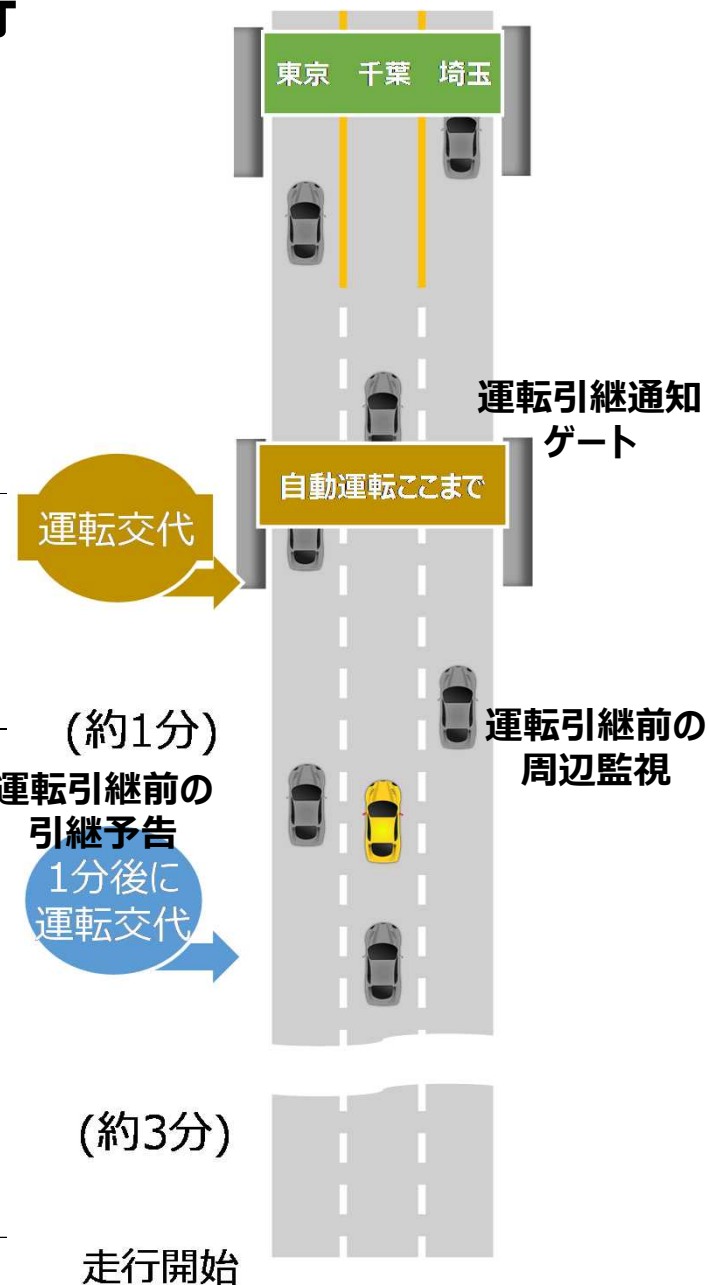 東京 千葉 埼玉
運転引継通知
ゲート
自動運転ここまで
運転交代
(約1分)
運転引継前の
周辺監視
運転引継前の
引継予告
1分後に
運転交代
(約3分)
走行開始